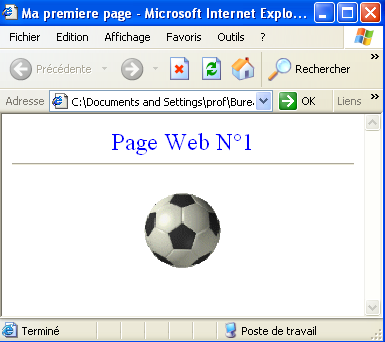 Ma premiere page - Microsoft Internet Explo...
Fichier Edition Affichage Favoris Outils ? »
Précédente Rechercher »
Adresse C:\Documents and Settings\prof\Bure OK Liens »
Page Web N°1
Terminé Poste de travail